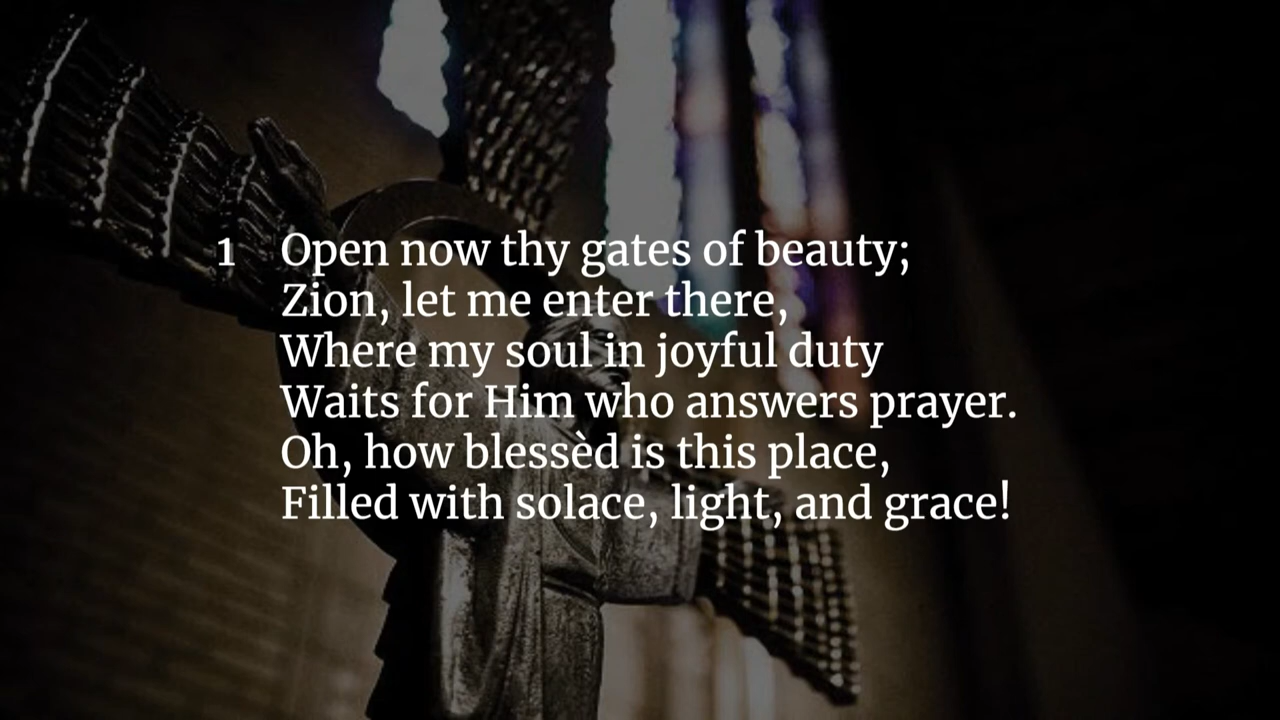 1 Open now thy gates of beauty;
Zion, let me enter there,
Where my soul in joyful duty
Waits for Him who answers prayer.
Oh, how blessèd is this place,
Filled with solace, light, and grace!